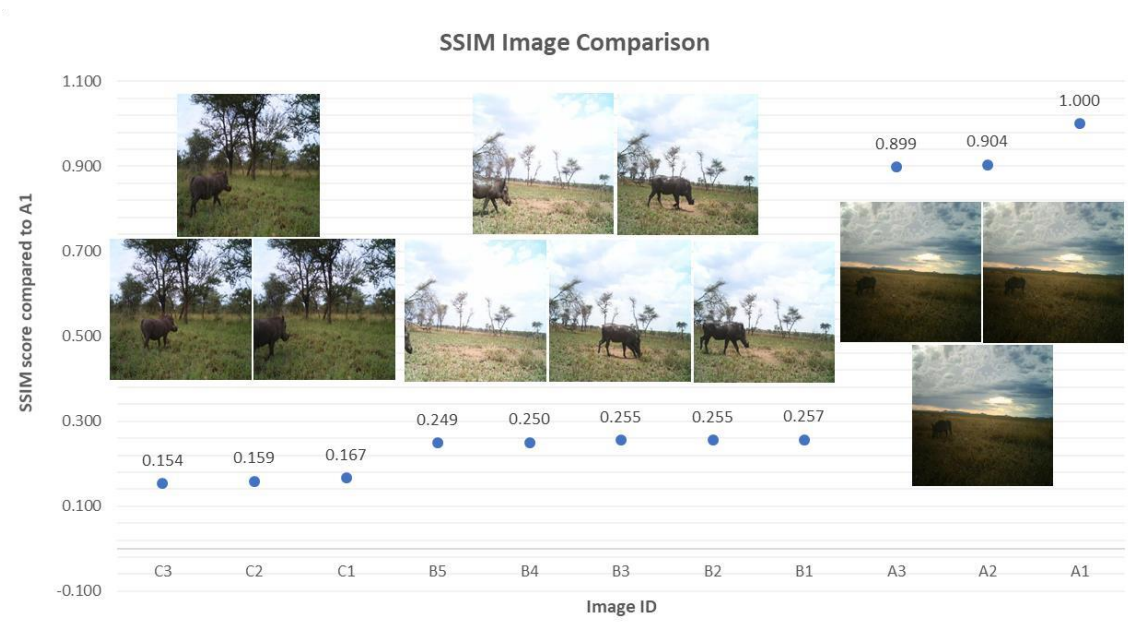 SSIM Image Comparison
SSIM score compared to A1
1.100
0.900
0.700
0.500
0.300
0.100
-0.100
0.154
0.159
0.167
0.249
0.250
0.255
0.255
0.257
0.899
0.904
1.000
C3
C2
C1
B5
B4
B3
B2
B1
A3
A2
A1
Image ID